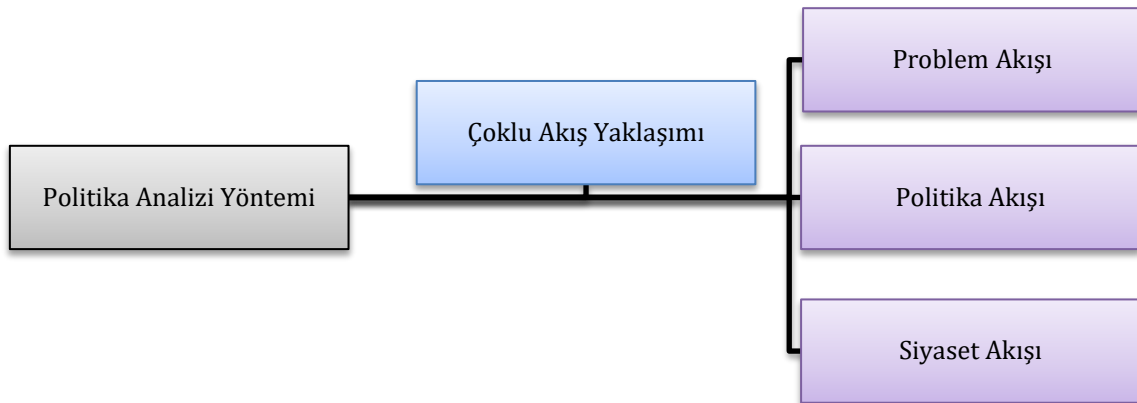 Problem Akışı
Çoklu Akış Yaklaşımı
Politika Analizi Yöntemi
Politika Akışı
Siyaset Akışı